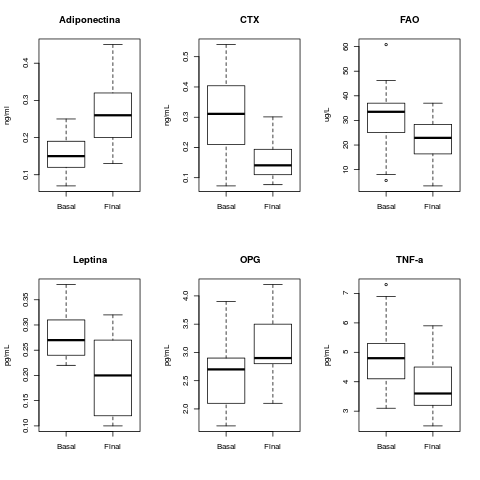 Adiponectina
ng/ml
0.1
0.2
0.3
0.4
Basal
Final
CTX
ng/mL
0.1
0.2
0.3
0.4
0.5
Basal
Final
FAO
ug/L
10
20
30
40
50
60
Basal
Final
Leptina
pg/mL
0.10
0.15
0.20
0.25
0.30
0.35
Basal
Final
OPG
pg/mL
2.0
2.5
3.0
3.5
4.0
Basal
Final
TNF-a
pg/mL
3
4
5
6
7
Basal
Final